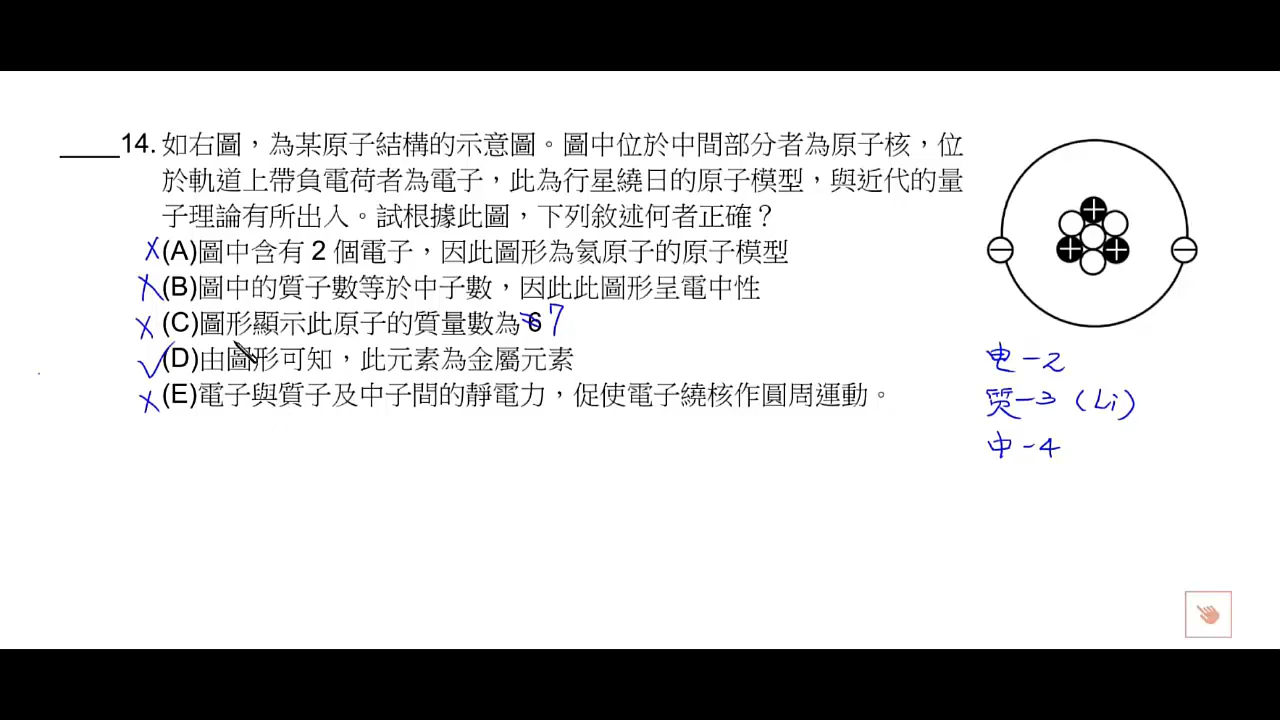 14. 如右圖，為某原子結構的示意圖。圖中位於中間部分者為原子核，位
於軌道上帶負電荷者為電子，此為行星繞日的原子模型，與近代的量
子理論有所出入。試根據此圖，下列敘述何者正確？
×(A)圖中含有 2 個電子，因此圖形為氦原子的原子模型
×(B)圖中的質子數等於中子數，因此此圖形呈電中性
×(C)圖形顯示此原子的質量數為 6 7
✓(D)由圖形可知，此元素為金屬元素
×(E)電子與質子及中子間的靜電力，促使電子繞核作圓周運動。
电-2
质-3 (Li)
中-4